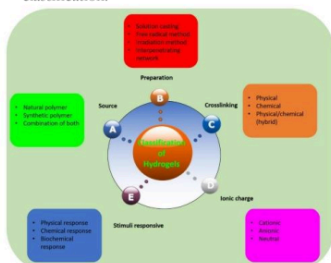 Solution casting
Free radical method
Irradiation method
Interpenetrating
network
Preparation
B
Source
Crosslinking
Natural polymer
Synthetic polymer
Combination of both
Physical
Chemical
Physical/chemical
(hybrid)
A
C
Classification
of
Hydrogels
E
D
Stimuli responsive
Ionic charge
Physical response
Chemical response
Biochemical
response
Cationic
Anionic
Neutral